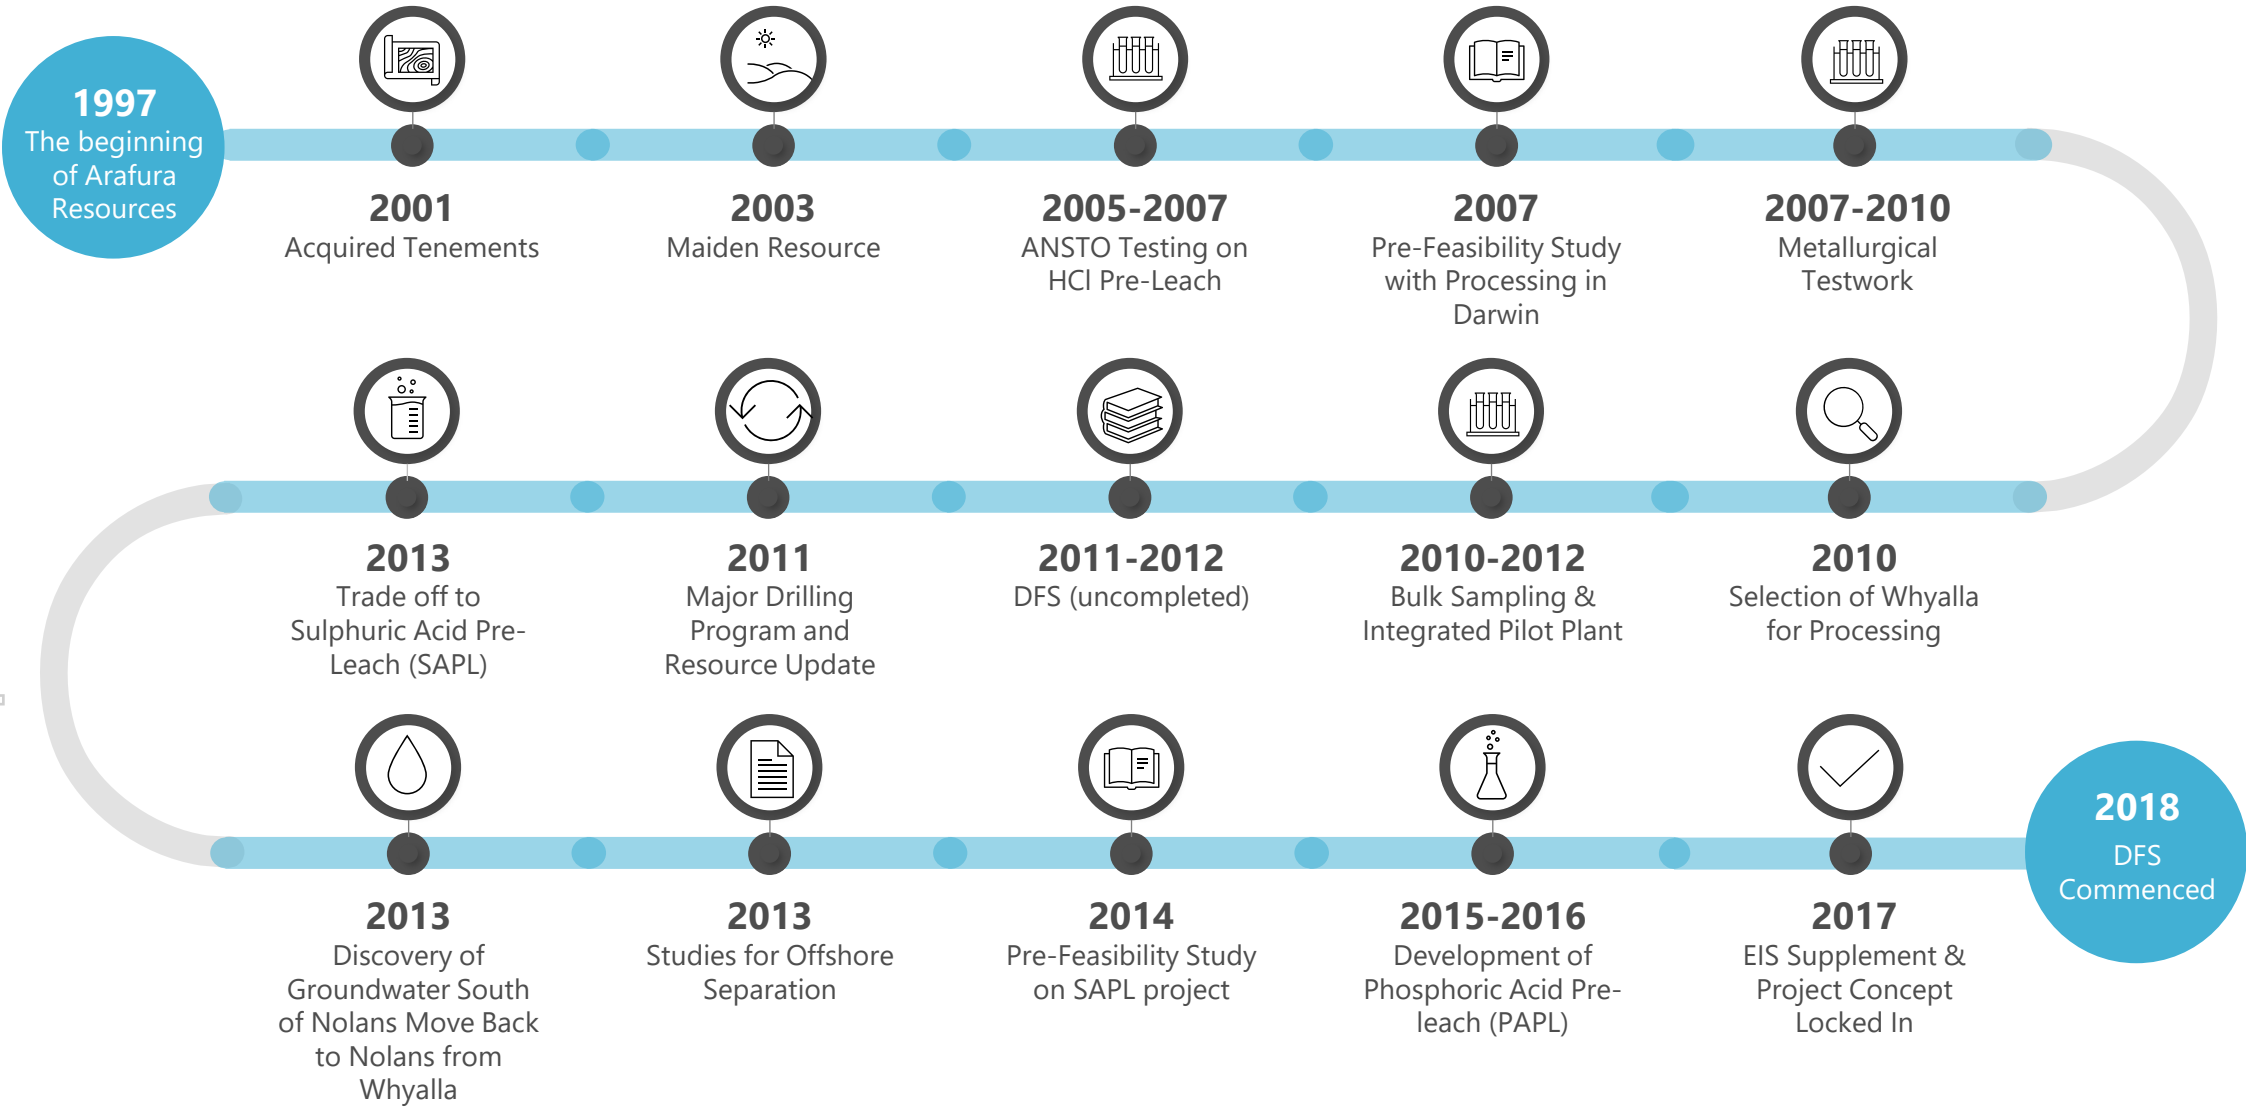 1997
The beginning
of Arafura
Resources
2001
Acquired Tenements
2003
Maiden Resource
2005-2007
ANSTO Testing on
HCl Pre-Leach
2007
Pre-Feasibility Study
with Processing in
Darwin
2007-2010
Metallurgical
Testwork
2013
Trade off to
Sulphuric Acid Pre-
Leach (SAPL)
2011
Major Drilling
Program and
Resource Update
2011-2012
DFS (uncompleted)
2010-2012
Bulk Sampling &
Integrated Pilot Plant
2010
Selection of Whyalla
for Processing
2013
Discovery of
Groundwater South
of Nolans Move Back
to Nolans from
Whyalla
2013
Studies for Offshore
Separation
2014
Pre-Feasibility Study
on SAPL project
2015-2016
Development of
Phosphoric Acid Pre-
leach (PAPL)
2017
EIS Supplement &
Project Concept
Locked In
2018
DFS
Commenced